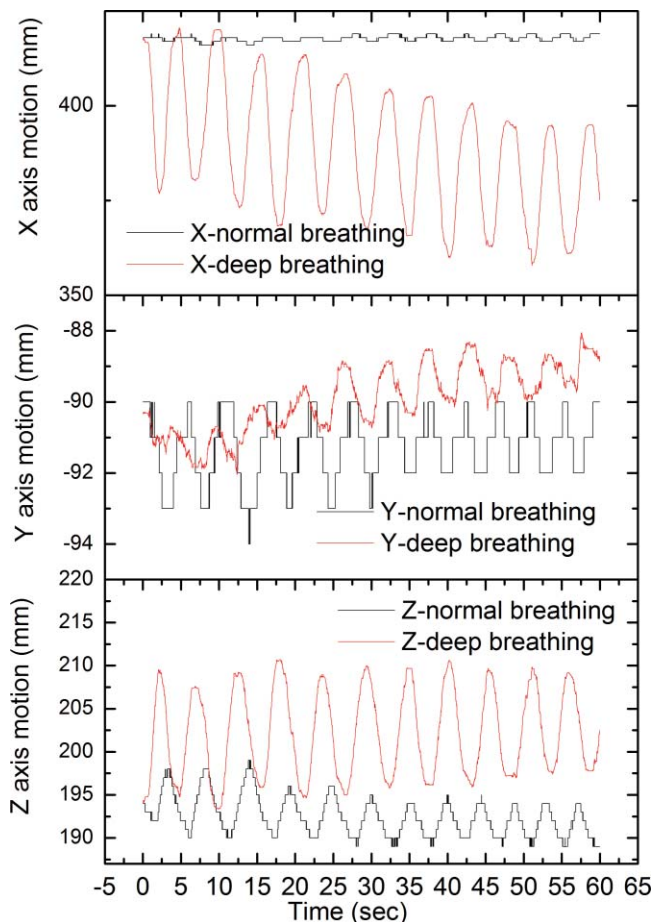 X axis motion (mm)
400
350
X-normal breathing
X-deep breathing
Y axis motion (mm)
-88
-90
-92
-94
Y-normal breathing
Y-deep breathing
Z axis motion (mm)
220
210
205
200
195
190
Z-normal breathing
Z-deep breathing
-5 0 5 10 15 20 25 30 35 40 45 50 55 60 65
Time (sec)